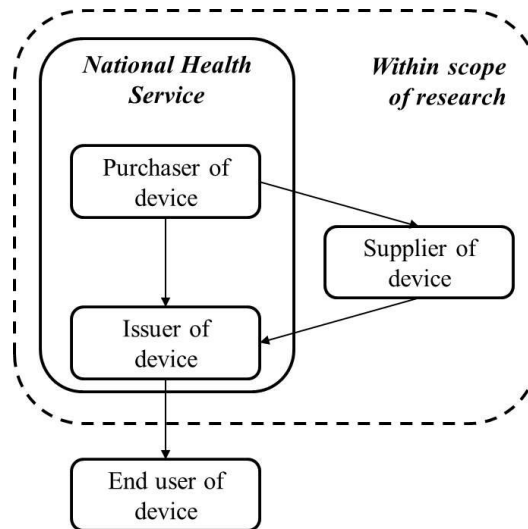 National Health
Service
Within scope
of research
Purchaser of
device
Supplier of
device
Issuer of
device
End user of
device